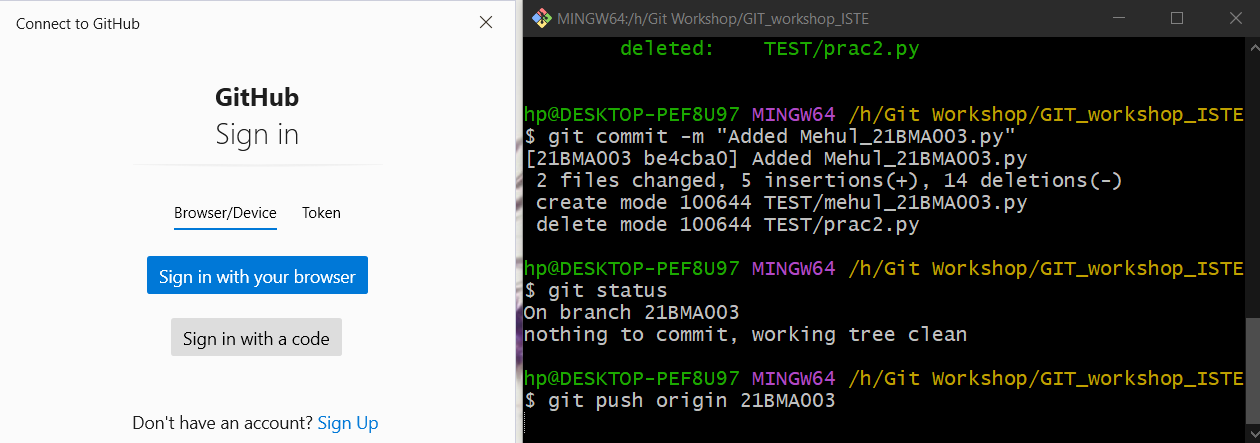 Connect to GitHub
GitHub
Sign in
Browser/Device Token
Sign in with your browser
Sign in with a code
Don't have an account? Sign Up
MINGW64:/h/Git Workshop/GIT_workshop_ISTE
deleted: TEST/prac2.py
hp@DESKTOP-PEF8U97 MINGW64 /h/Git Workshop/GIT_workshop_ISTE
$ git commit -m "Added Mehul_21BMA003.py"
[21BMA003 be4cba0] Added Mehul_21BMA003.py
2 files changed, 5 insertions(+), 14 deletions(-)
create mode 100644 TEST/mehul_21BMA003.py
delete mode 100644 TEST/prac2.py
hp@DESKTOP-PEF8U97 MINGW64 /h/Git Workshop/GIT_workshop_ISTE
$ git status
On branch 21BMA003
nothing to commit, working tree clean
hp@DESKTOP-PEF8U97 MINGW64 /h/Git Workshop/GIT_workshop_ISTE
$ git push origin 21BMA003